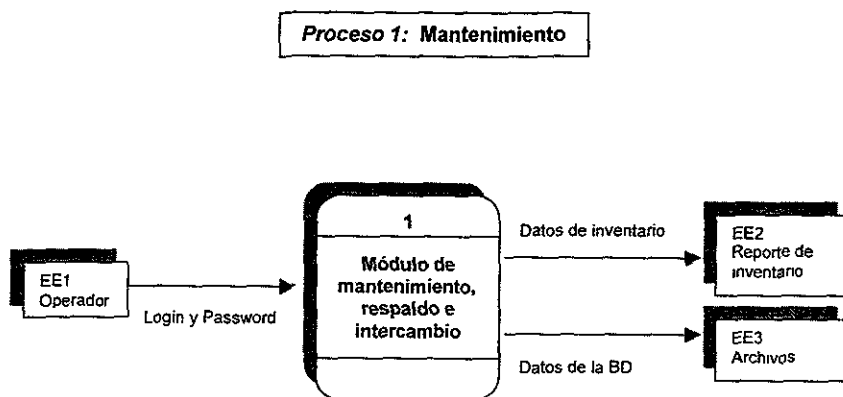 Proceso 1: Mantenimiento
1
Módulo de
mantenimiento,
respaldo e
intercambio
EE1
Operador
Login y Password
Datos de inventario
Datos de la BD
EE2
Reporte de
inventario
EE3
Archivos